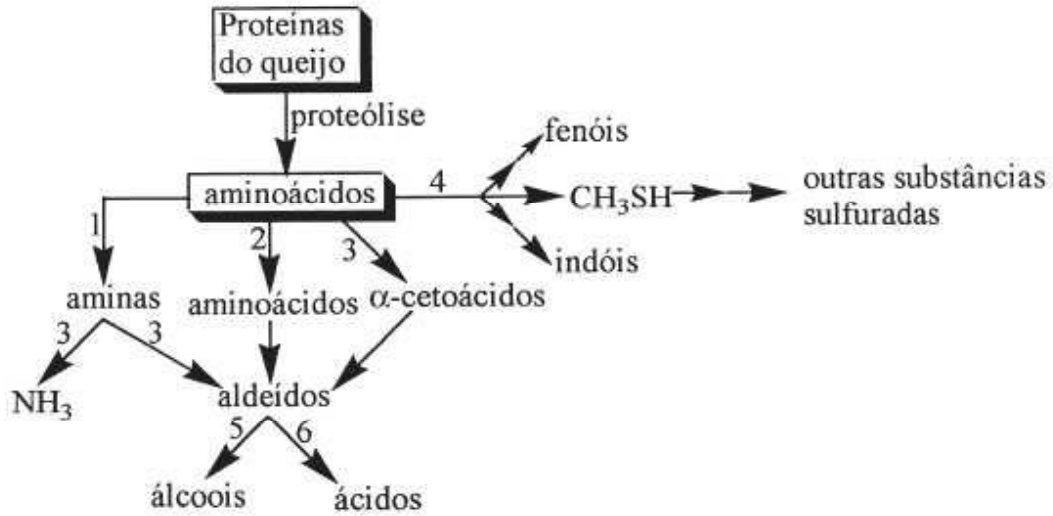 Proteínas
do queijo
proteólise
fenóis
aminoácidos
4
CH₃SH
outras substâncias
sulfuradas
1
2
3
indóis
aminas
aminoácidos
α-cetoácidos
3
3
NH₃
aldeídos
5
6
álcoois
ácidos